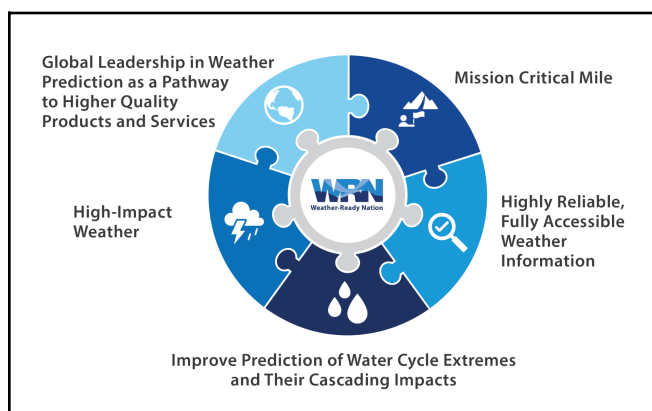 Global Leadership in Weather
Prediction as a Pathway
to Higher Quality
Products and Services
Mission Critical Mile
WRN
Weather-Ready Nation
High-Impact
Weather
Highly Reliable,
Fully Accessible
Weather
Information
Improve Prediction of Water Cycle Extremes
and Their Cascading Impacts